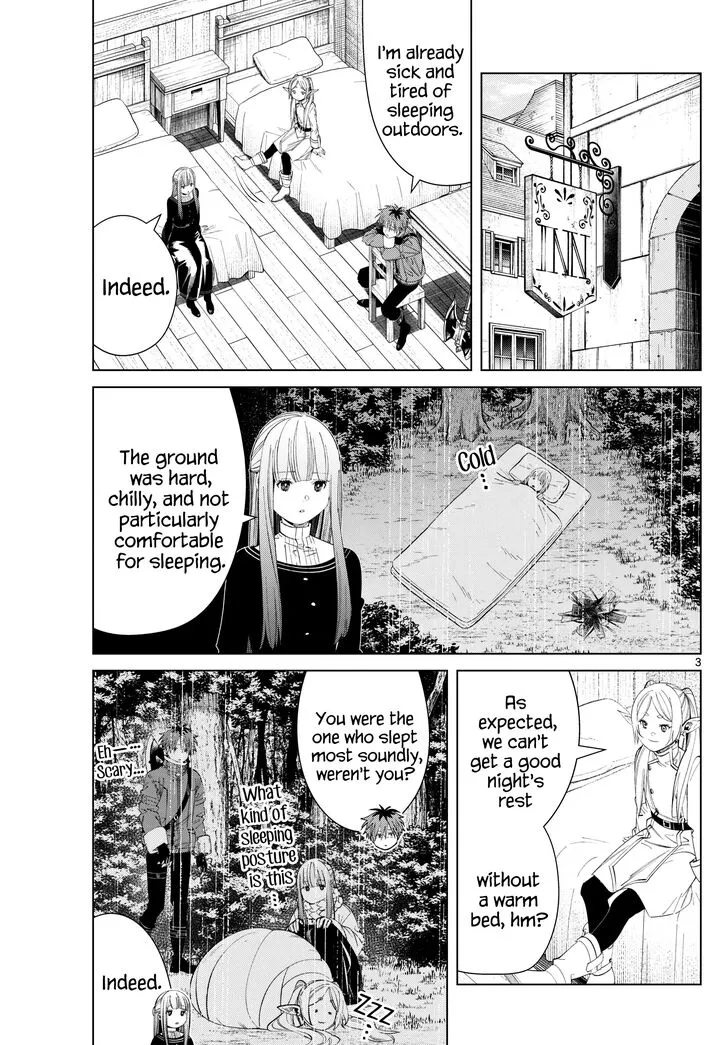 INN
I'm already
sick and
tired of
sleeping
outdoors.
Indeed.
Cold
...
The ground
was hard,
chilly, and not
particularly
comfortable
for sleeping.
3
As
expected,
we can't
get a good
night's
rest
without
a warm
bed, hm?
You were the
one who slept
most soundly,
weren't you?
Eh—...
Scary...
What
kind of
sleeping
posture
is this
...
ZZZ
...
Indeed.